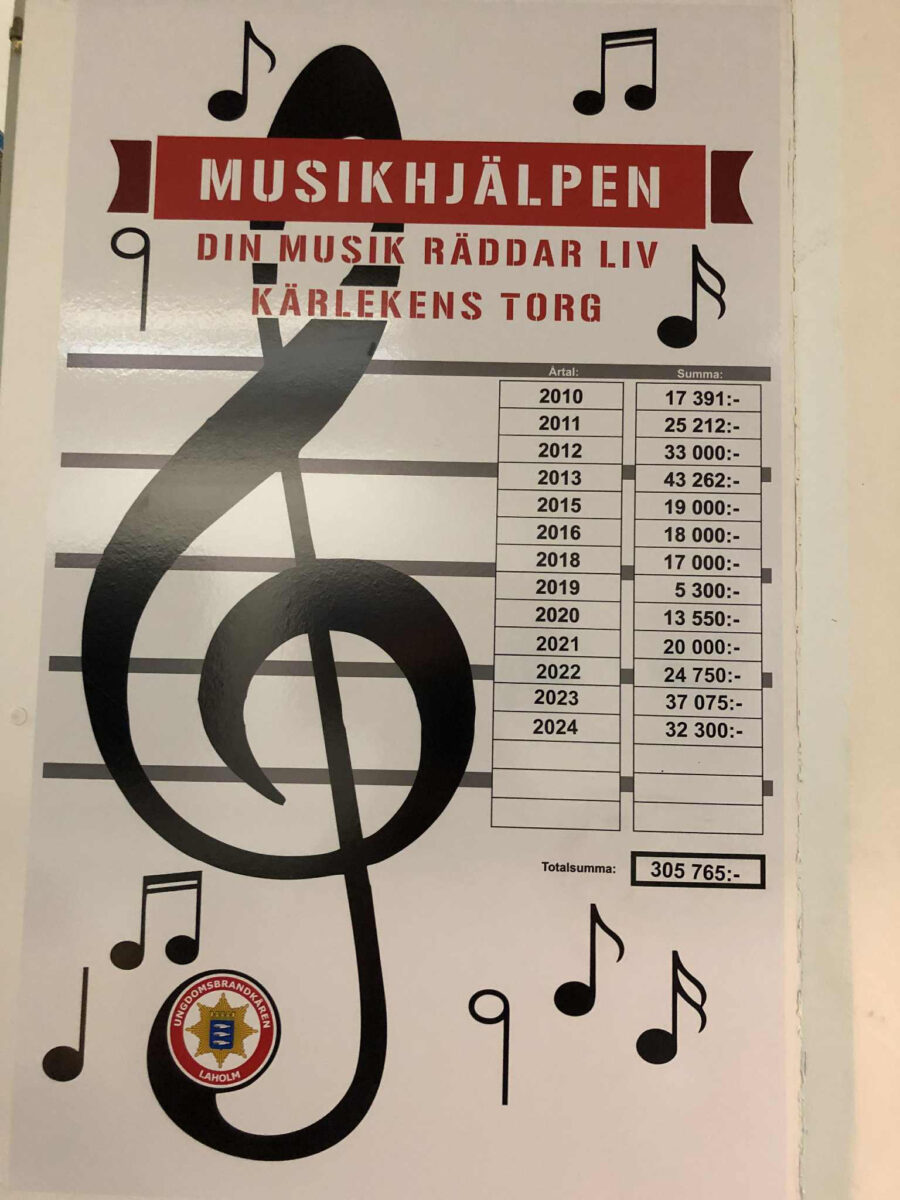 MUSIKHJÄLPEN
DIN MUSIK RÄDDAR LIV
KÄRLEKENS TORG
Årtal: Summa:
2010 17 391:-
2011 25 212:-
2012 33 000:-
2013 43 262:-
2015 19 000:-
2016 18 000:-
2018 17 000:-
2019 5 300:-
2020 13 550:-
2021 20 000:-
2022 24 750:-
2023 37 075:-
2024 32 300:-
Totalsumma: 305 765:-
UNGDOMSBRANDKÅREN
LAHOLM